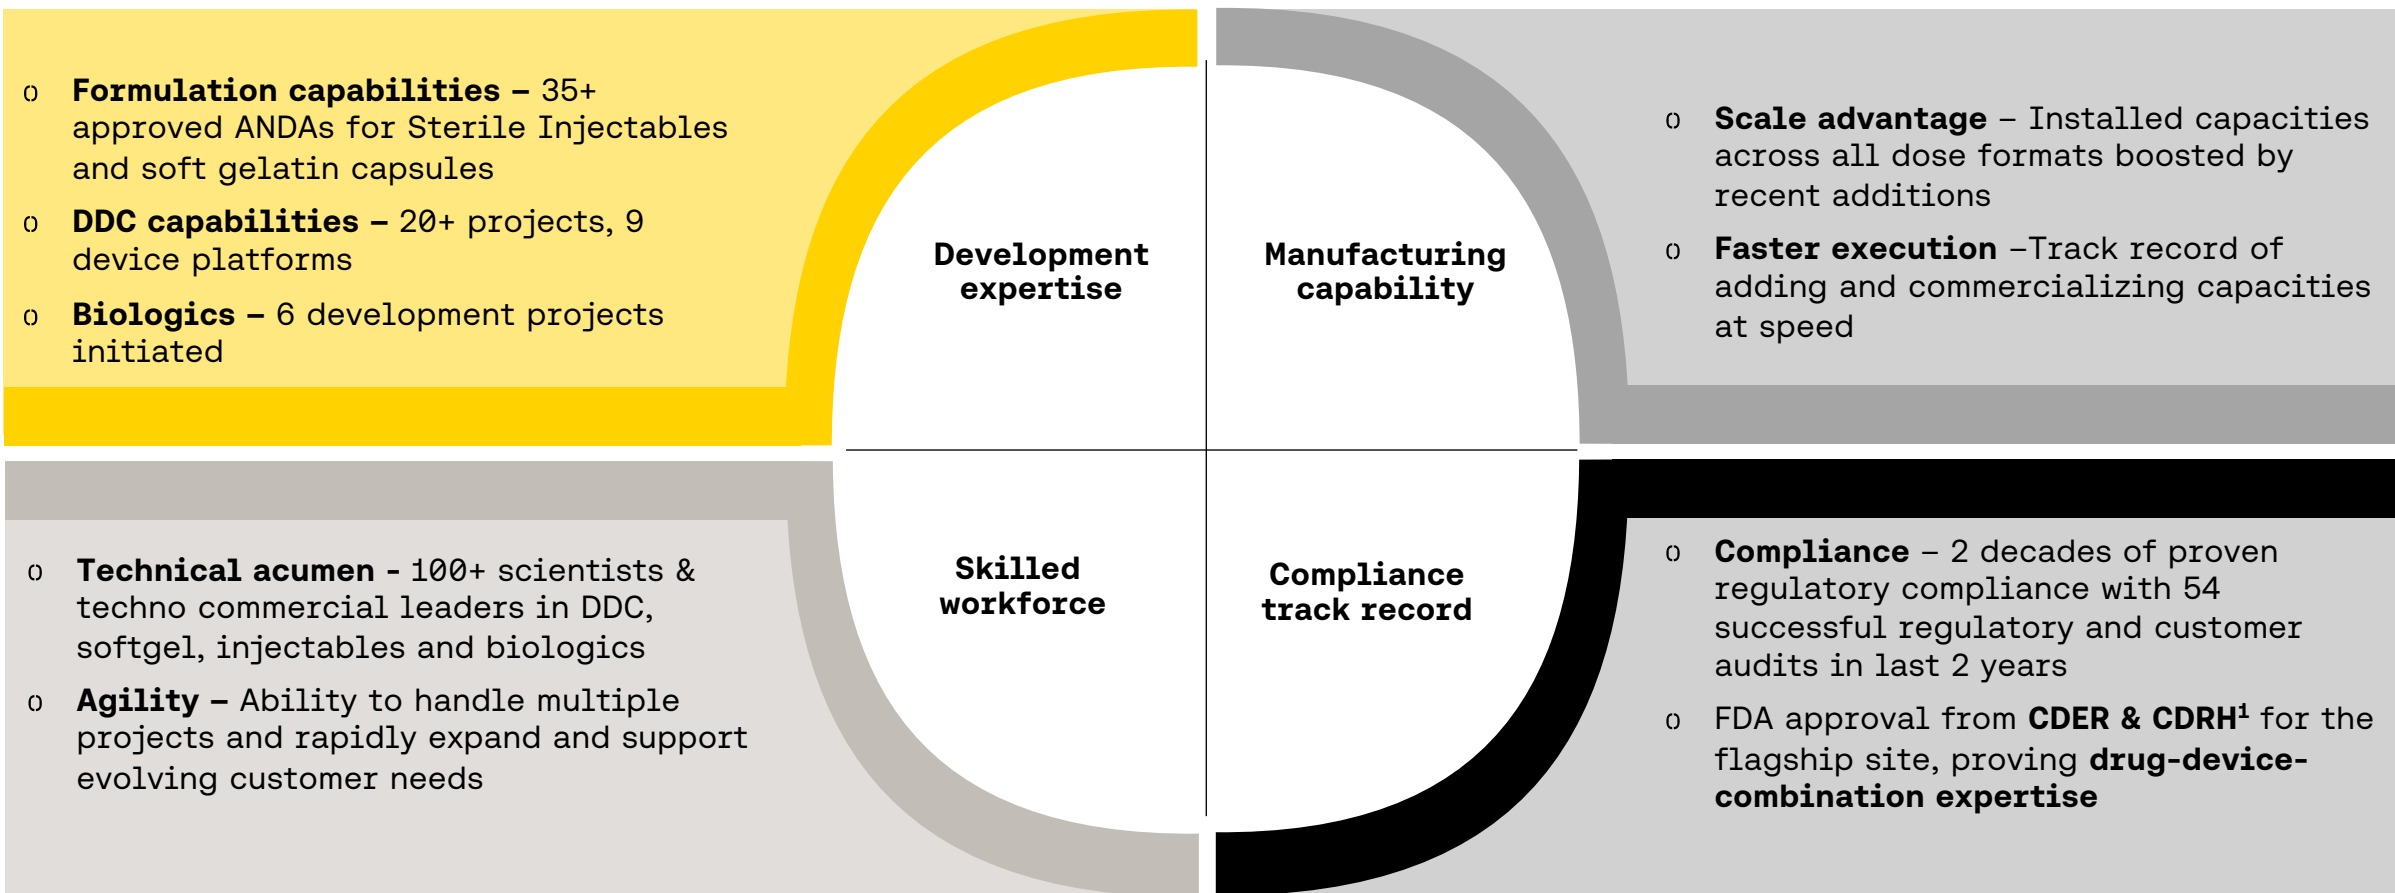 Formulation capabilities – 35+
approved ANDAs for Sterile Injectables
and soft gelatin capsules
DDC capabilities – 20+ projects, 9
device platforms
Biologics – 6 development projects
initiated
Development
expertise
Manufacturing
capability
Scale advantage – Installed capacities
across all dose formats boosted by
recent additions
Faster execution –Track record of
adding and commercializing capacities
at speed
Technical acumen - 100+ scientists &
techno commercial leaders in DDC,
softgel, injectables and biologics
Agility – Ability to handle multiple
projects and rapidly expand and support
evolving customer needs
Skilled
workforce
Compliance
track record
Compliance – 2 decades of proven
regulatory compliance with 54
successful regulatory and customer
audits in last 2 years
FDA approval from CDER & CDRH¹ for the
flagship site, proving drug-device-
combination expertise